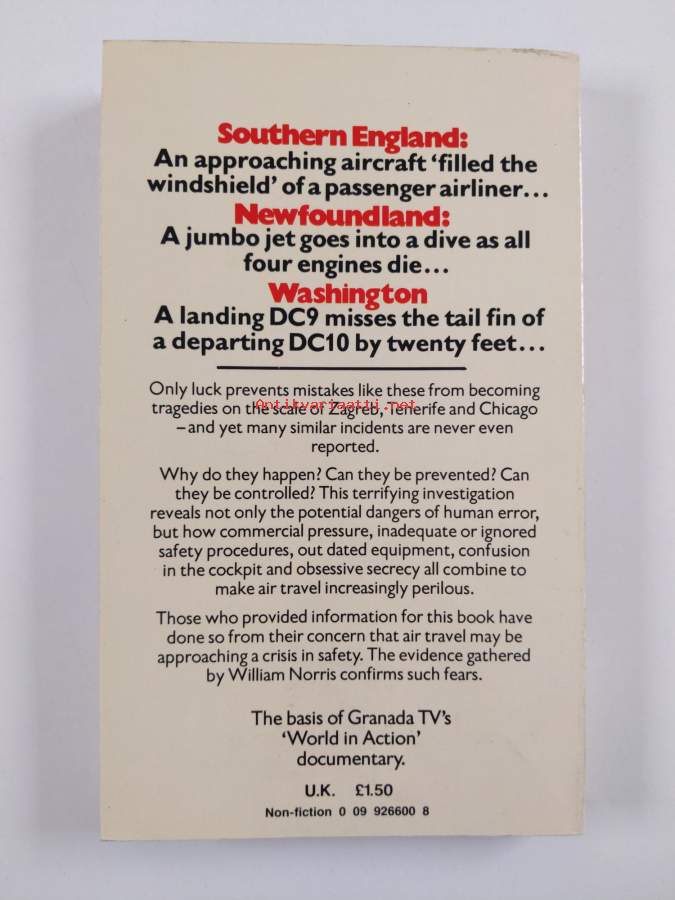 Southern England:
An approaching aircraft ‘filled the
windshield’ of a passenger airliner...
Newfoundland:
A jumbo jet goes into a dive as all
four engines die...
Washington
A landing DC9 misses the tail fin of
a departing DC10 by twenty feet...
Only luck prevents mistakes like these from becoming
tragedies on the scale of Zagreb, Tenerife and Chicago
Antikvariaatti.net
–and yet many similar incidents are never even
reported.
Why do they happen? Can they be prevented? Can
they be controlled? This terrifying investigation
reveals not only the potential dangers of human error,
but how commercial pressure, inadequate or ignored
safety procedures, out dated equipment, confusion
in the cockpit and obsessive secrecy all combine to
make air travel increasingly perilous.
Those who provided information for this book have
done so from their concern that air travel may be
approaching a crisis in safety. The evidence gathered
by William Norris confirms such fears.
The basis of Granada TV’s
‘World in Action’
documentary.
U.K. £1.50
Non-fiction 0 09 926600 8